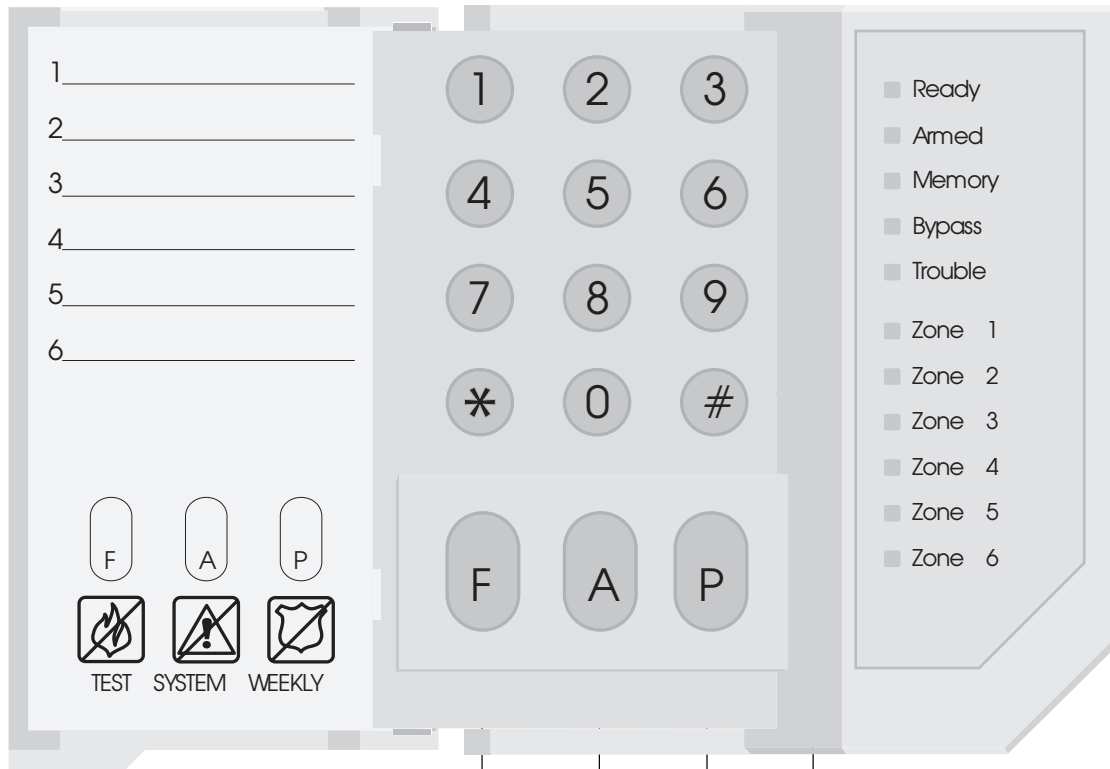 1
2
3
4
5
6
F A P
TEST SYSTEM WEEKLY
1 2 3
4 5 6
7 8 9
* 0 #
F A P
Ready
Armed
Memory
Bypass
Trouble
Zone 1
Zone 2
Zone 3
Zone 4
Zone 5
Zone 6